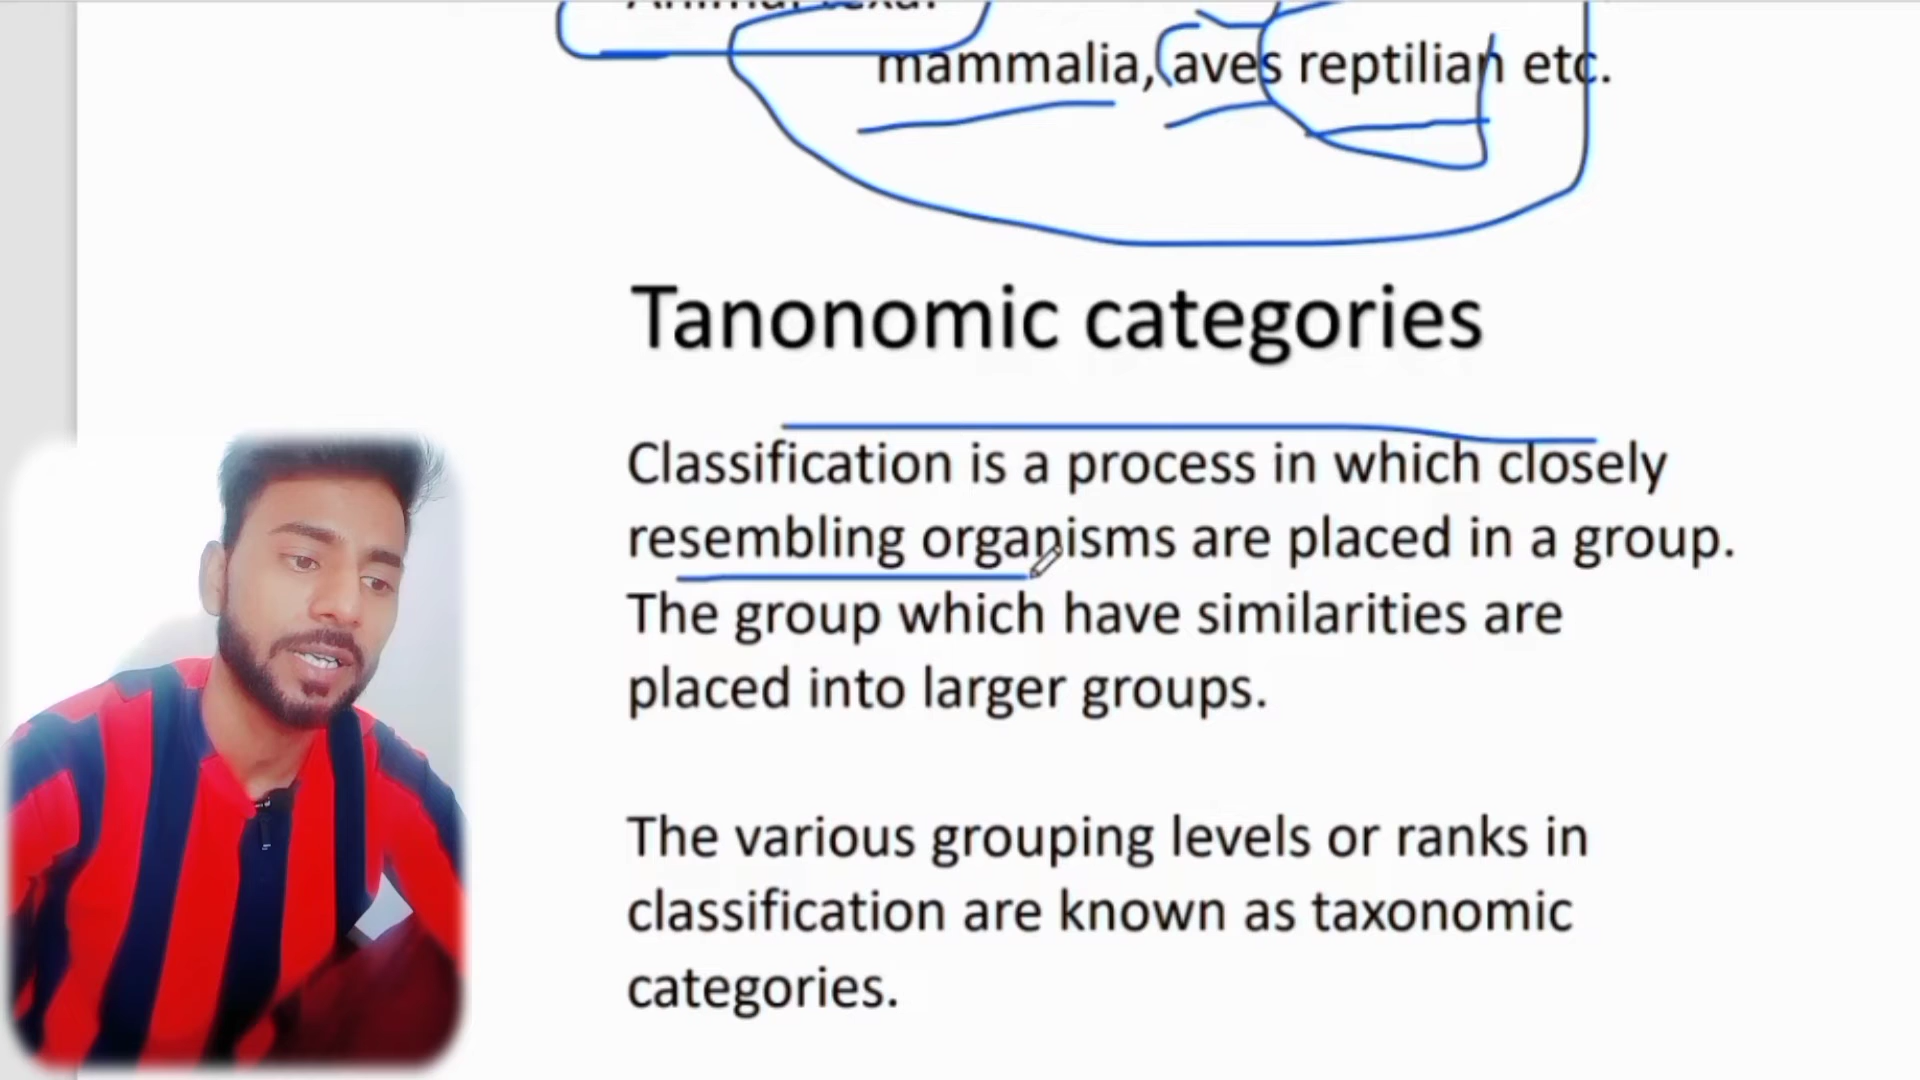 mammalia, aves reptilian etc.
Tanonomic categories
Classification is a process in which closely
resembling organisms are placed in a group.
The group which have similarities are
placed into larger groups.
The various grouping levels or ranks in
classification are known as taxonomic
categories.